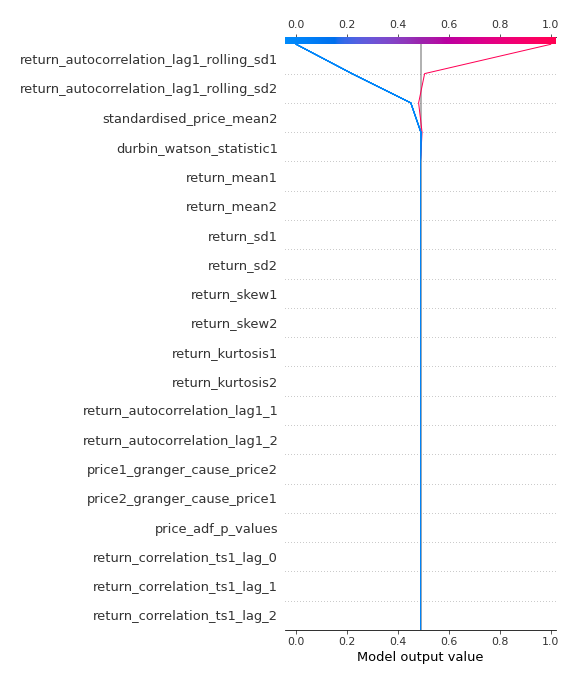 0.0 0.2 0.4 0.6 0.8 1.0
return_autocorrelation_lag1_rolling_sd1
return_autocorrelation_lag1_rolling_sd2
standardised_price_mean2
durbin_watson_statistic1
return_mean1
return_mean2
return_sd1
return_sd2
return_skew1
return_skew2
return_kurtosis1
return_kurtosis2
return_autocorrelation_lag1_1
return_autocorrelation_lag1_2
price1_granger_cause_price2
price2_granger_cause_price1
price_adf_p_values
return_correlation_ts1_lag_0
return_correlation_ts1_lag_1
return_correlation_ts1_lag_2
0.0 0.2 0.4 0.6 0.8 1.0
Model output value